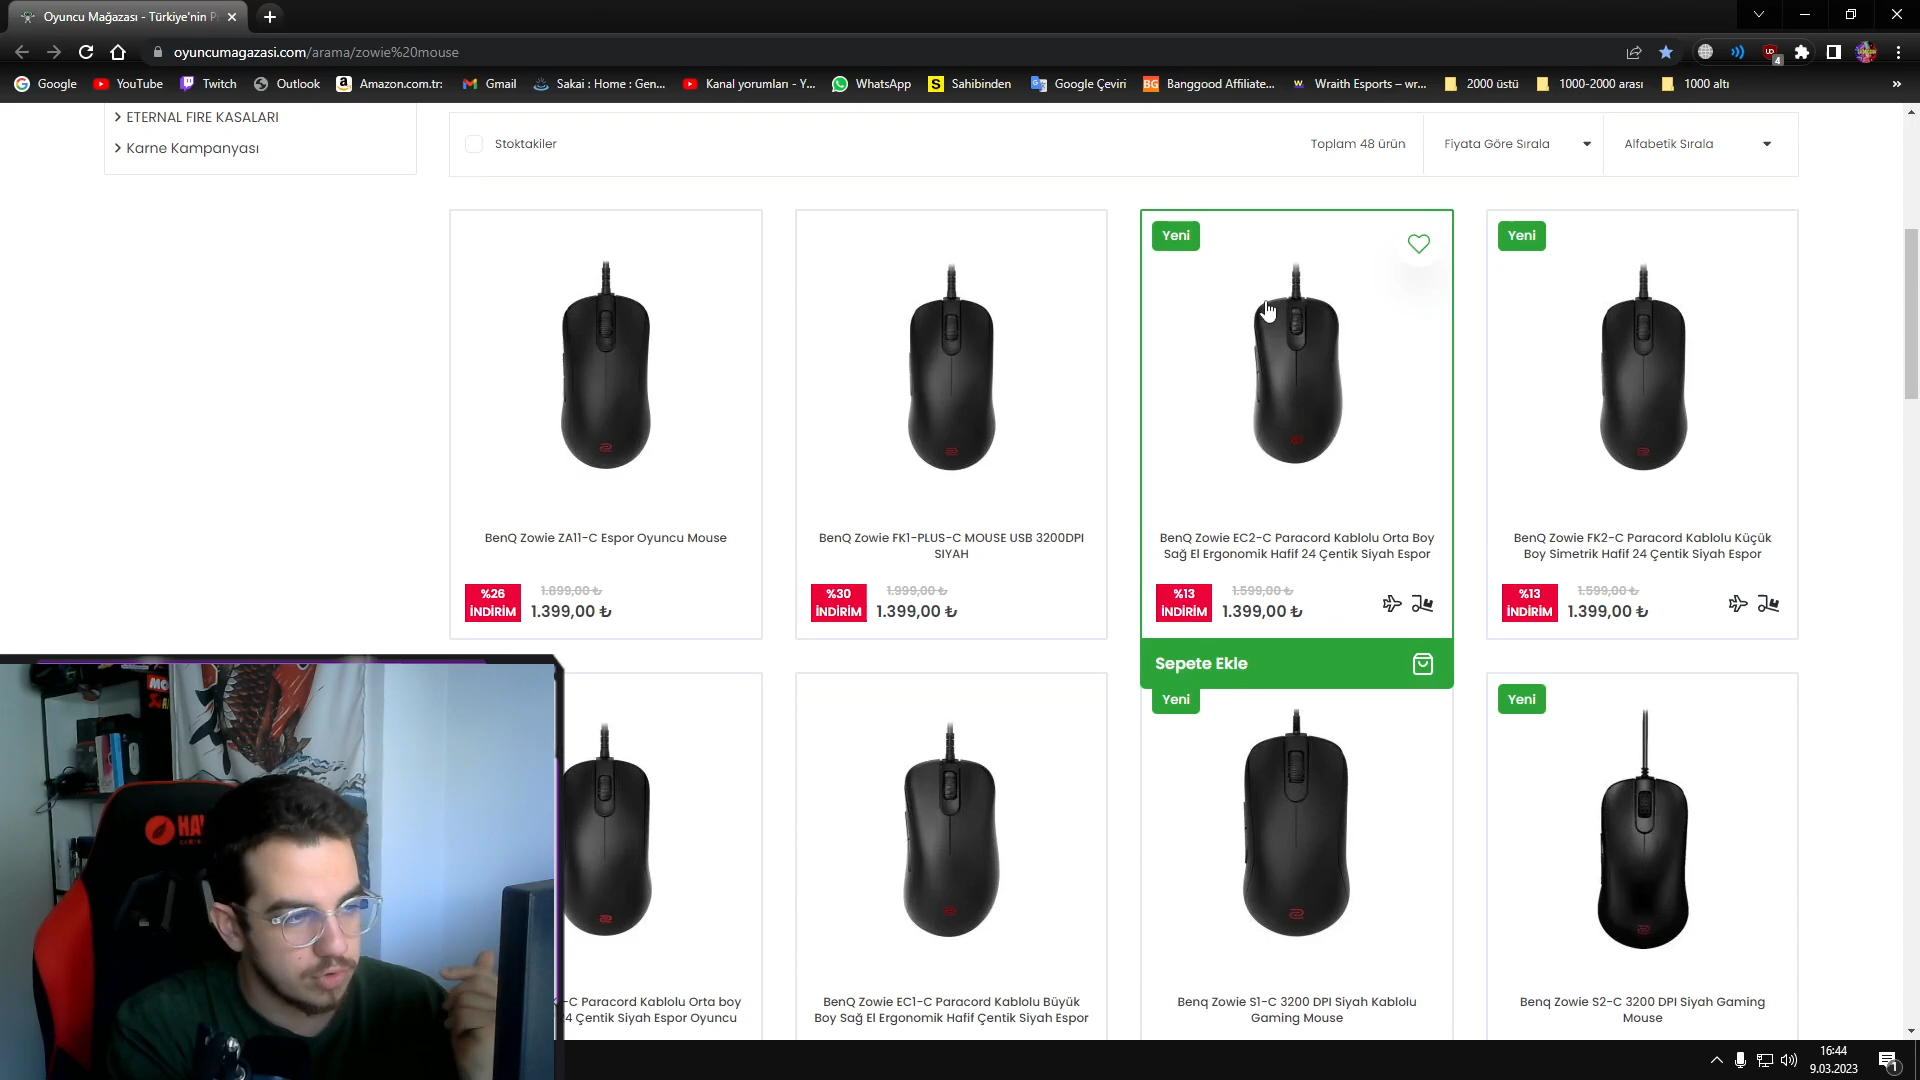 Oyuncu Mağazası - Türkiye'nin P
oyuncumagazasi.com/arama/zowie%20mouse
4
Google
YouTube
Twitch
Outlook
Amazon.com.tr:
Gmail
Sakai : Home : Gen...
Kanal yorumları - Y...
WhatsApp
S
Sahibinden
Google Çeviri
BG
Banggood Affiliate...
Wraith Esports – wr...
2000 üstü
1000-2000 arası
1000 altı
»
ETERNAL FIRE KASALARI
Karne Kampanyası
Stoktakiler
Toplam 48 ürün
Fiyata Göre Sırala
Alfabetik Sırala
Yeni
Yeni
BenQ Zowie ZA11-C Espor Oyuncu Mouse
%26
İNDİRİM
1.899,00 ₺
1.399,00 ₺
BenQ Zowie FK1-PLUS-C MOUSE USB 3200DPI
SIYAH
%30
İNDİRİM
1.999,00 ₺
1.399,00 ₺
BenQ Zowie EC2-C Paracord Kablolu Orta Boy
Sağ El Ergonomik Hafif 24 Çentik Siyah Espor
%13
İNDİRİM
1.599,00 ₺
1.399,00 ₺
Sepete Ekle
BenQ Zowie FK2-C Paracord Kablolu Küçük
Boy Simetrik Hafif 24 Çentik Siyah Espor
%13
İNDİRİM
1.599,00 ₺
1.399,00 ₺
Yeni
Yeni
-C Paracord Kablolu Orta boy
4 Çentik Siyah Espor Oyuncu
BenQ Zowie EC1-C Paracord Kablolu Büyük
Boy Sağ El Ergonomik Hafif Çentik Siyah Espor
Benq Zowie S1-C 3200 DPI Siyah Kablolu
Gaming Mouse
Benq Zowie S2-C 3200 DPI Siyah Gaming
Mouse
16:44
9.03.2023
1